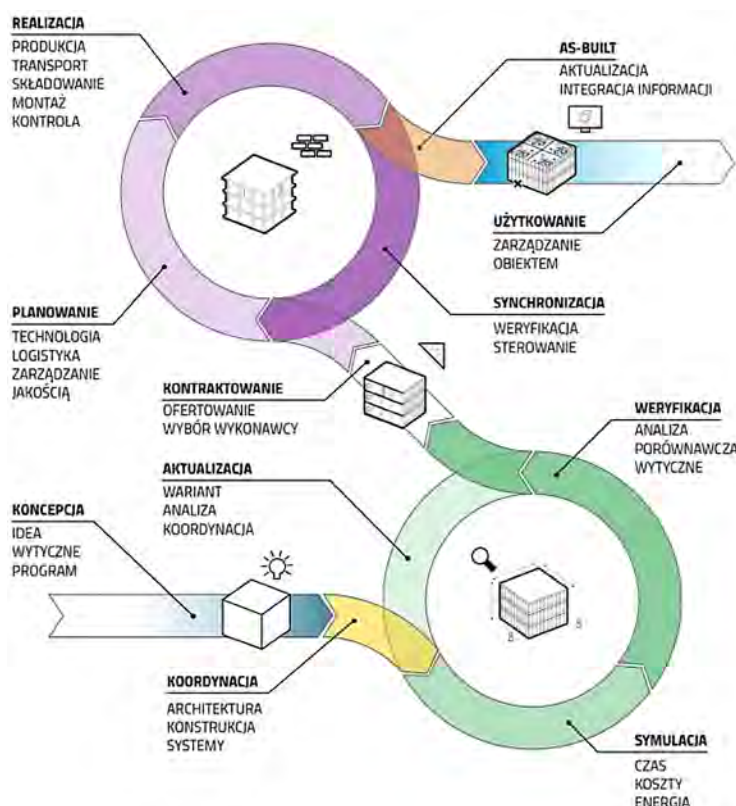 REALIZACJA
PRODUKCJA
TRANSPORT
SKŁADOWANIE
MONTAŻ
KONTROLA
AS-BUILT
AKTUALIZACJA
INTEGRACJA INFORMACJI
UŻYTKOWANIE
ZARZĄDZANIE
OBIEKTEM
PLANOWANIE
TECHNOLOGIA
LOGISTYKA
ZARZĄDZANIE
JAKOŚCIĄ
SYNCHRONIZACJA
WERYFIKACJA
STEROWANIE
KONTRAKTOWANIE
OFERTOWANIE
WYBÓR WYKONAWCY
WERYFIKACJA
ANALIZA
PORÓWNAWCZA
WYTYCZNE
AKTUALIZACJA
WARIANT
ANALIZA
KOORDYNACJA
KONCEPCJA
IDEA
WYTYCZNE
PROGRAM
KOORDYNACJA
ARCHITEKTURA
KONSTRUKCJA
SYSTEMY
SYMULACJA
CZAS
KOSZTY
ENERGIA